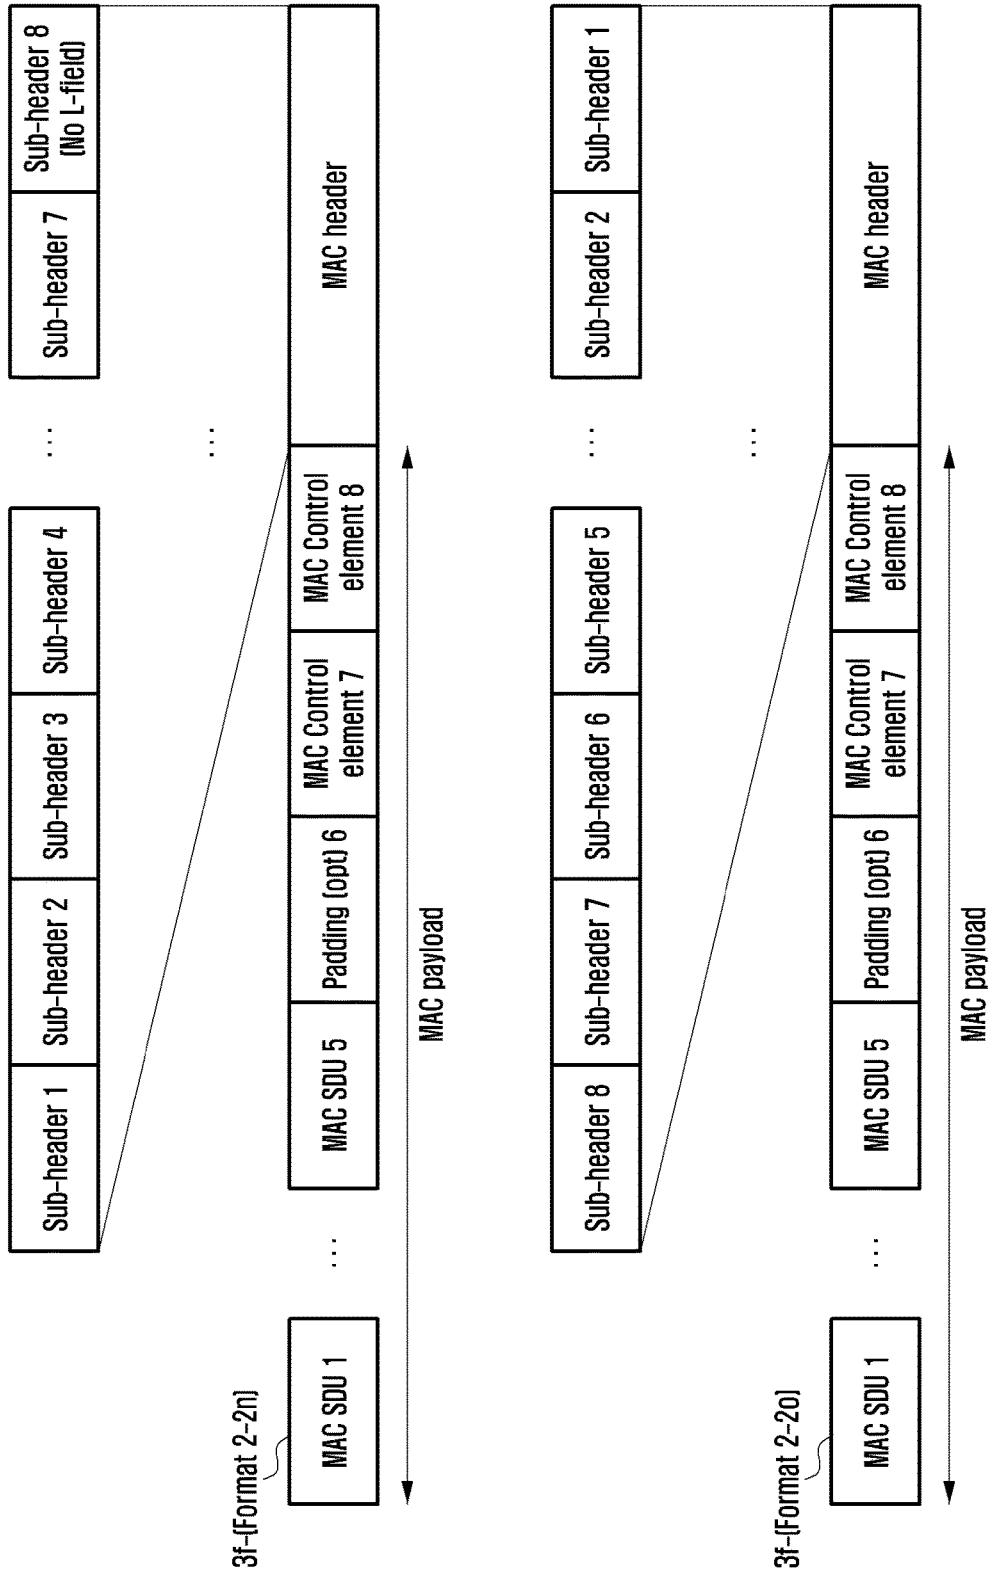 Sub-header 1
Sub-header 2
Sub-header 3
Sub-header 4
...
Sub-header 7
Sub-header 8
(No L-field)
...
3f-(Format 2-2n)
MAC SDU 1
...
MAC SDU 5
Padding (opt) 6
MAC Control
element 7
MAC Control
element 8
MAC header
MAC payload
Sub-header 8
Sub-header 7
Sub-header 6
Sub-header 5
...
Sub-header 2
Sub-header 1
...
3f-(Format 2-2o)
MAC SDU 1
...
MAC SDU 5
Padding (opt) 6
MAC Control
element 7
MAC Control
element 8
MAC header
MAC payload